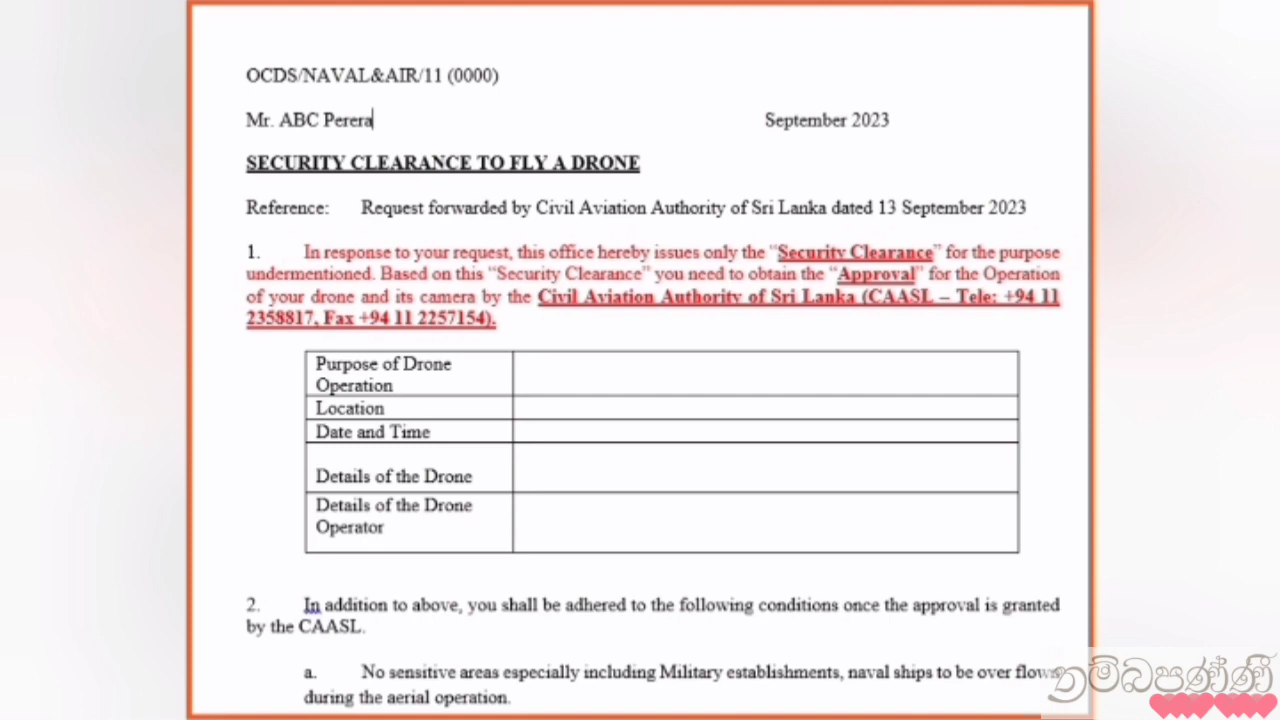 OCDS/NAVAL&AIR/11 (0000)
Mr. ABC Perera September 2023
SECURITY CLEARANCE TO FLY A DRONE
Reference: Request forwarded by Civil Aviation Authority of Sri Lanka dated 13 September 2023
1. In response to your request, this office hereby issues only the "Security Clearance" for the purpose
undermentioned. Based on this "Security Clearance" you need to obtain the "Approval" for the Operation
of your drone and its camera by the Civil Aviation Authority of Sri Lanka (CAASL – Tele: +94 11
2358817, Fax +94 11 2257154).
Purpose of Drone
Operation
Location
Date and Time
Details of the Drone
Details of the Drone
Operator
2. In addition to above, you shall be adhered to the following conditions once the approval is granted
by the CAASL.
a. No sensitive areas especially including Military establishments, naval ships to be over flown
during the aerial operation.
තම්බපණ්ණි